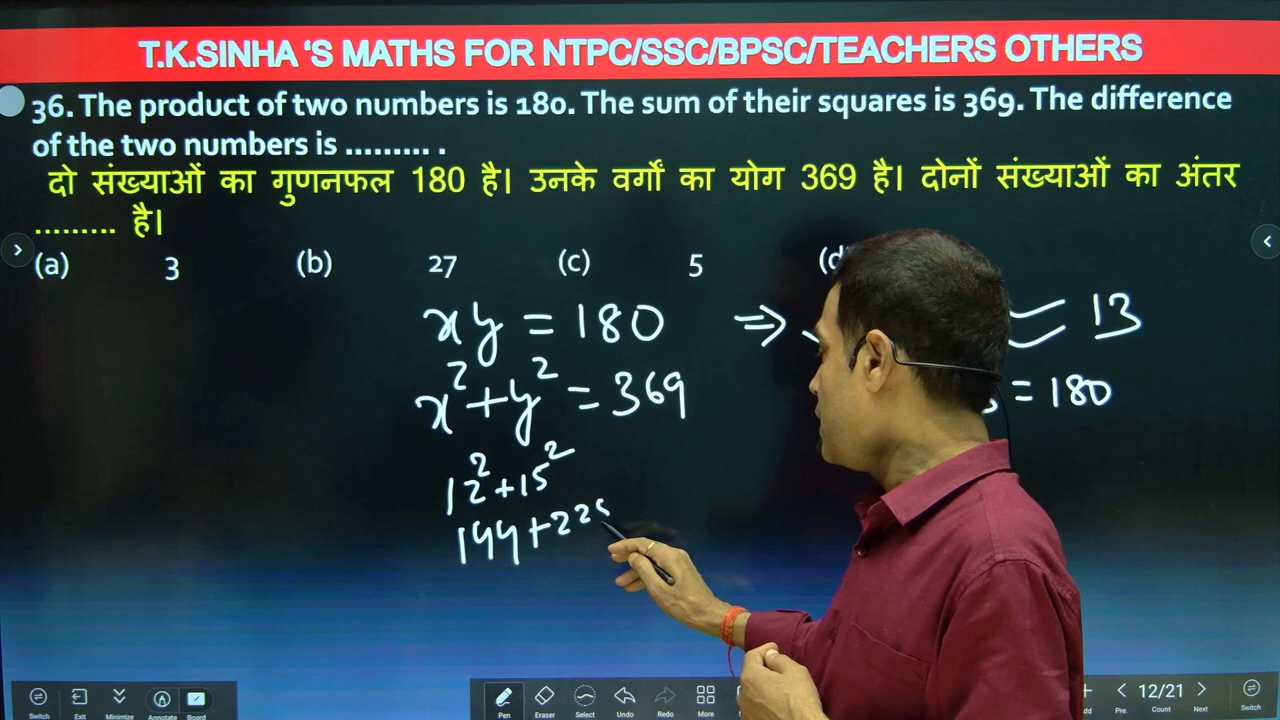 T.K.SINHA 'S MATHS FOR NTPC/SSC/BPSC/TEACHERS OTHERS
36. The product of two numbers is 180. The sum of their squares is 369. The difference
of the two numbers is ......... .
दो संख्याओं का गुणनफल 180 है। उनके वर्गों का योग 369 है। दोनों संख्याओं का अंतर
......... है।
(a) 3 (b) 27 (c) 5 (d
xy = 180 ⇒ 13
x² + y² = 369 = 180
12² + 15²
144 + 225
Switch Exit Minimize Annotate Board Pen Eraser Select Undo Redo More 12/21 Pre. Count Next Switch